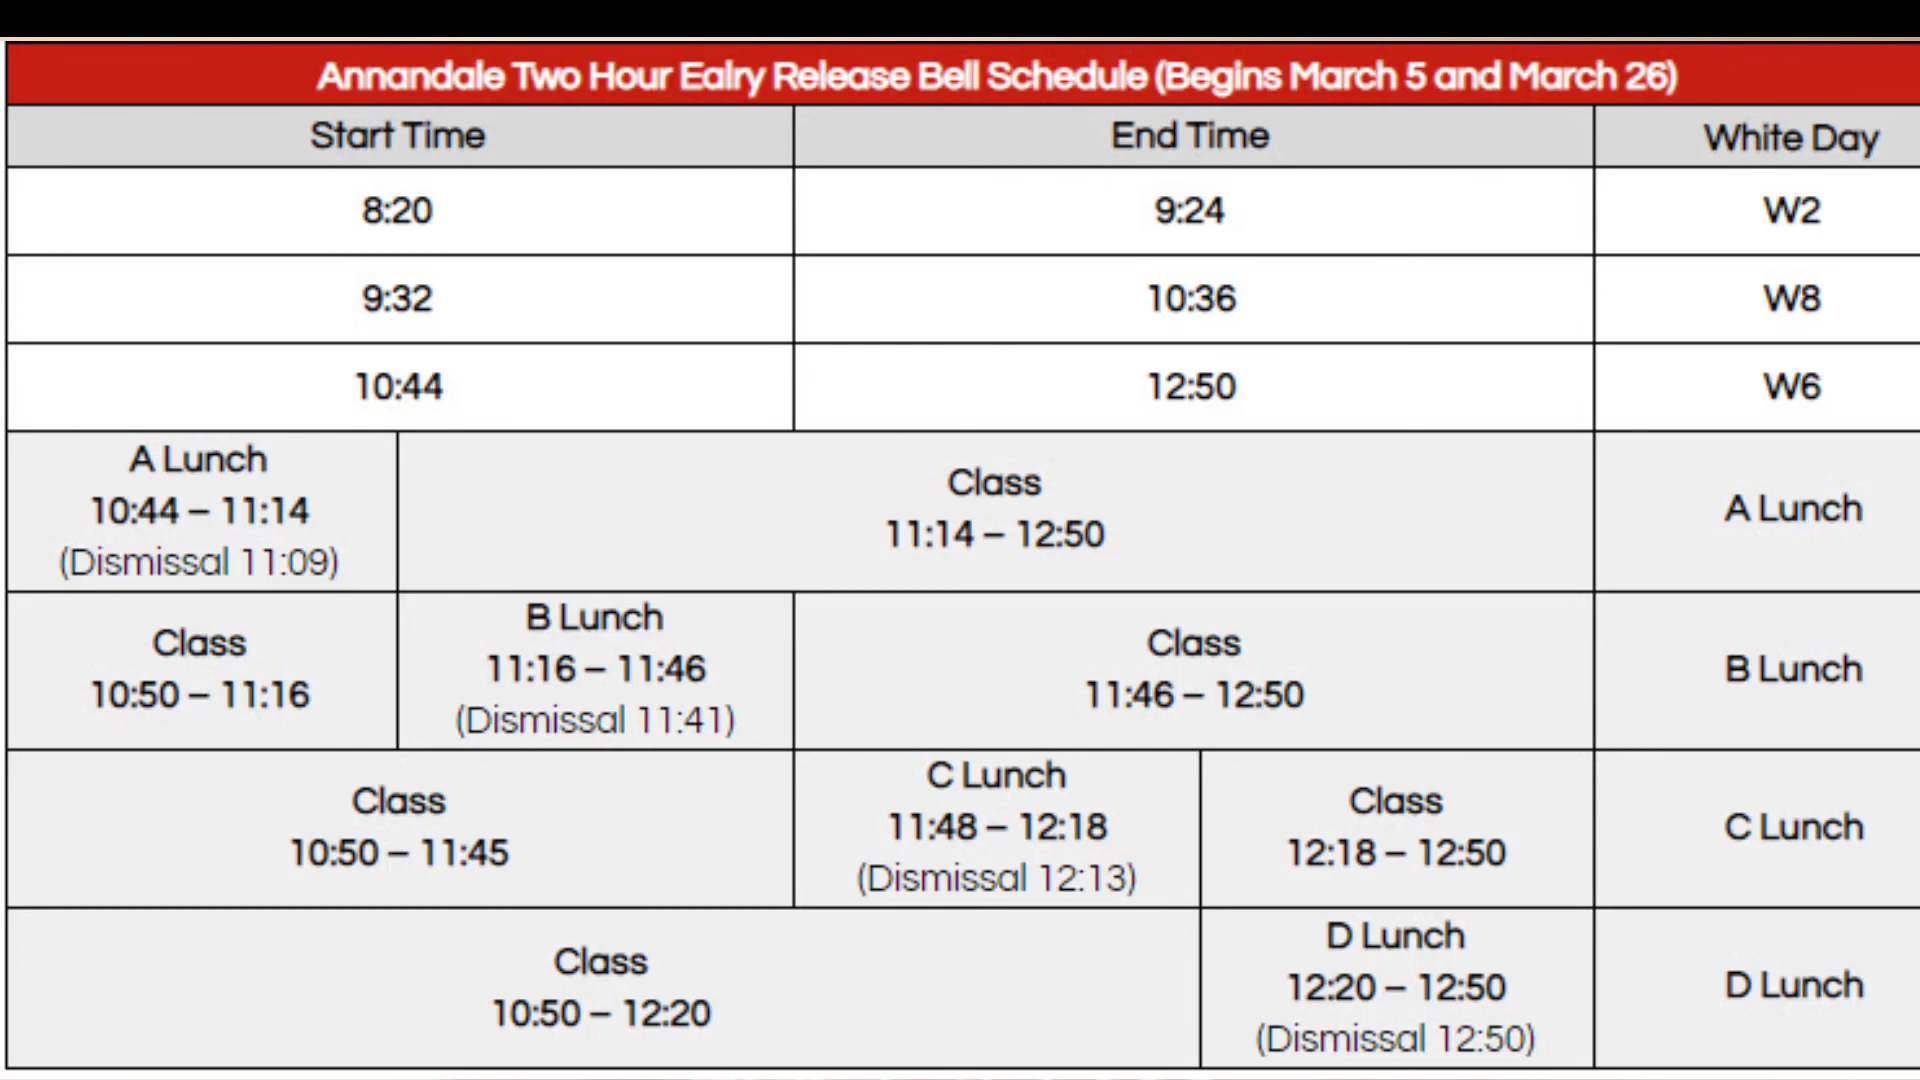 Annandale Two Hour Ealry Release Bell Schedule (Begins March 5 and March 26)
Start Time
End Time
White Day
8:20
9:24
W2
9:32
10:36
W8
10:44
12:50
W6
A Lunch
10:44 – 11:14
(Dismissal 11:09)
Class
11:14 – 12:50
A Lunch
Class
10:50 – 11:16
B Lunch
11:16 – 11:46
(Dismissal 11:41)
Class
11:46 – 12:50
B Lunch
Class
10:50 – 11:45
C Lunch
11:48 – 12:18
(Dismissal 12:13)
Class
12:18 – 12:50
C Lunch
Class
10:50 – 12:20
D Lunch
12:20 – 12:50
(Dismissal 12:50)
D Lunch